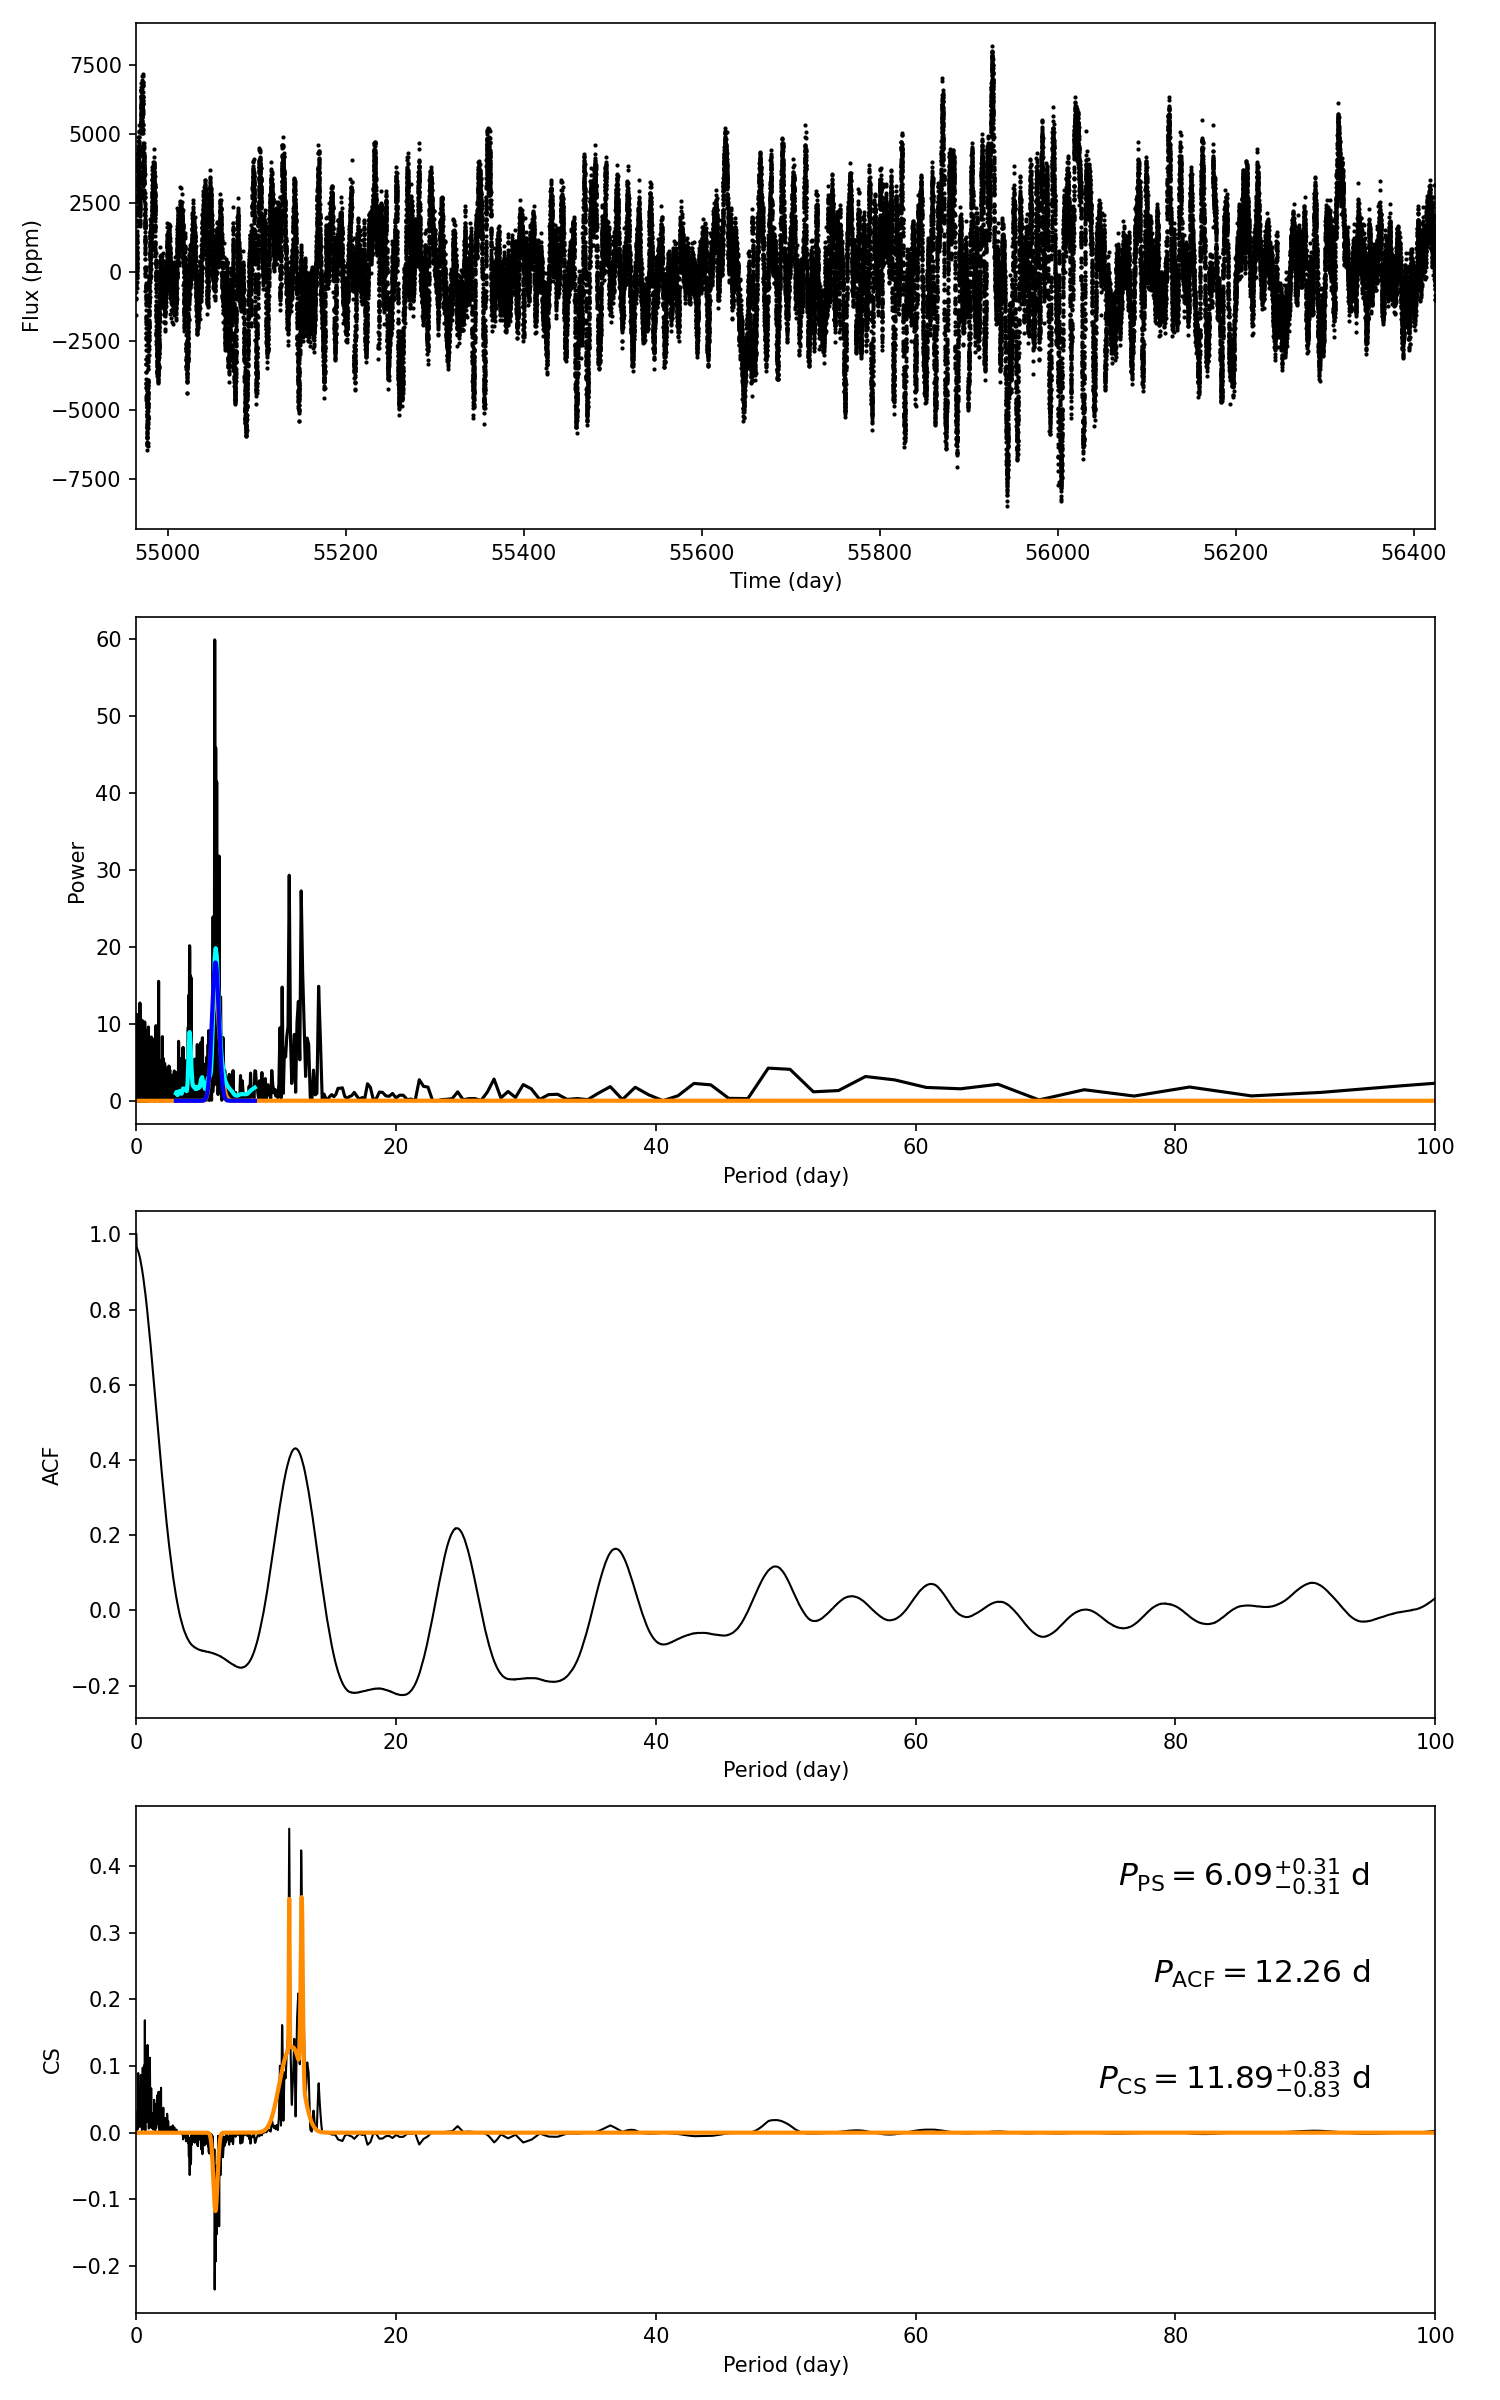 7500
5000
2500
0
−2500
−5000
−7500
Flux (ppm)
55000 55200 55400 55600 55800 56000 56200 56400
Time (day)
60
50
40
30
20
10
0
Power
0 20 40 60 80 100
Period (day)
1.0
0.8
0.6
0.4
0.2
0.0
−0.2
ACF
0 20 40 60 80 100
Period (day)
0.4
0.3
0.2
0.1
0.0
−0.1
−0.2
CS
P_PS = 6.09 +0.31 −0.31 d
P_ACF = 12.26 d
P_CS = 11.89 +0.83 −0.83 d
0 20 40 60 80 100
Period (day)